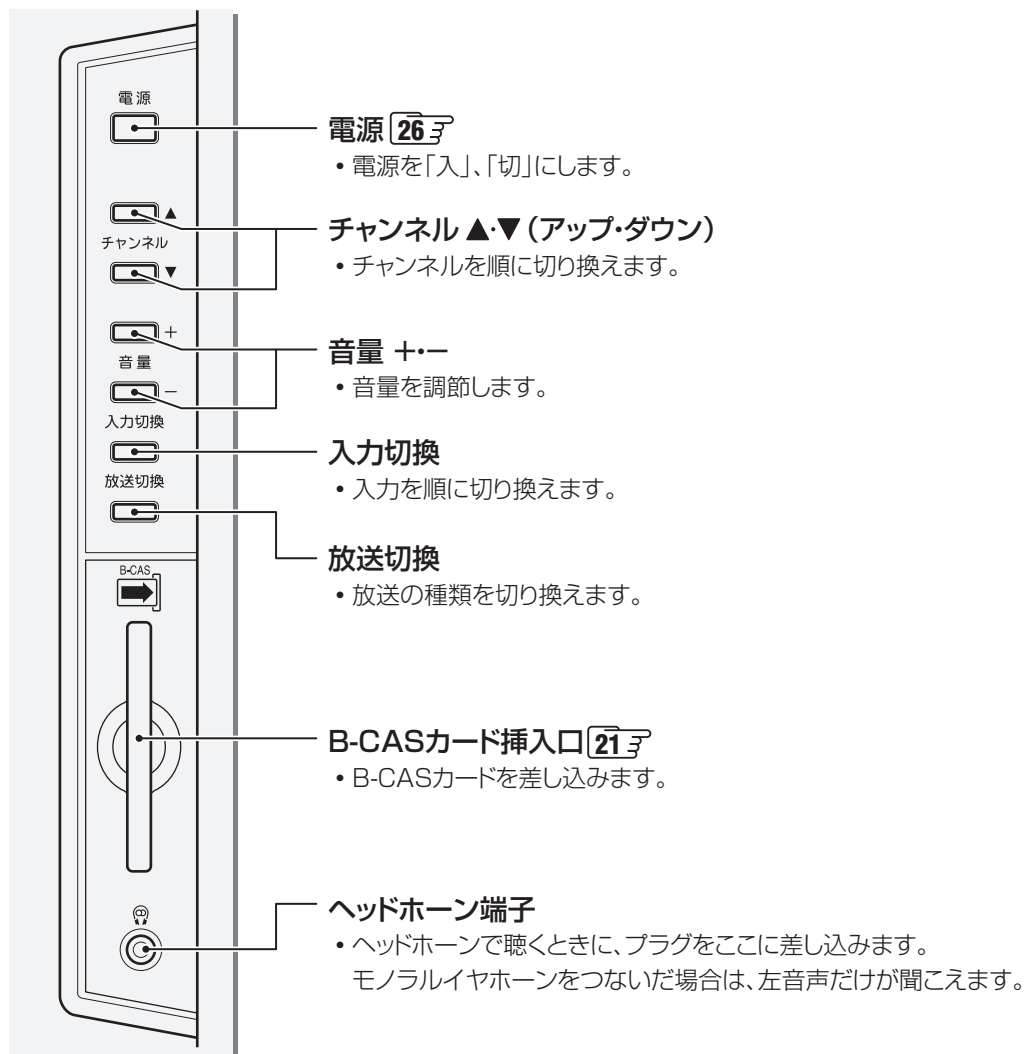 電源
電源 26
• 電源を「入」、「切」にします。
▲
チャンネル
▼
チャンネル ▲・▼（アップ・ダウン）
• チャンネルを順に切り換えます。
＋
音量
－
音量 ＋・－
• 音量を調節します。
入力切換
入力切換
• 入力を順に切り換えます。
放送切換
放送切換
• 放送の種類を切り換えます。
B-CAS
B-CASカード挿入口 21
• B-CASカードを差し込みます。
ヘッドホーン端子
• ヘッドホーンで聴くときに、プラグをここに差し込みます。
モノラルイヤホーンをつないだ場合は、左音声だけが聞こえます。